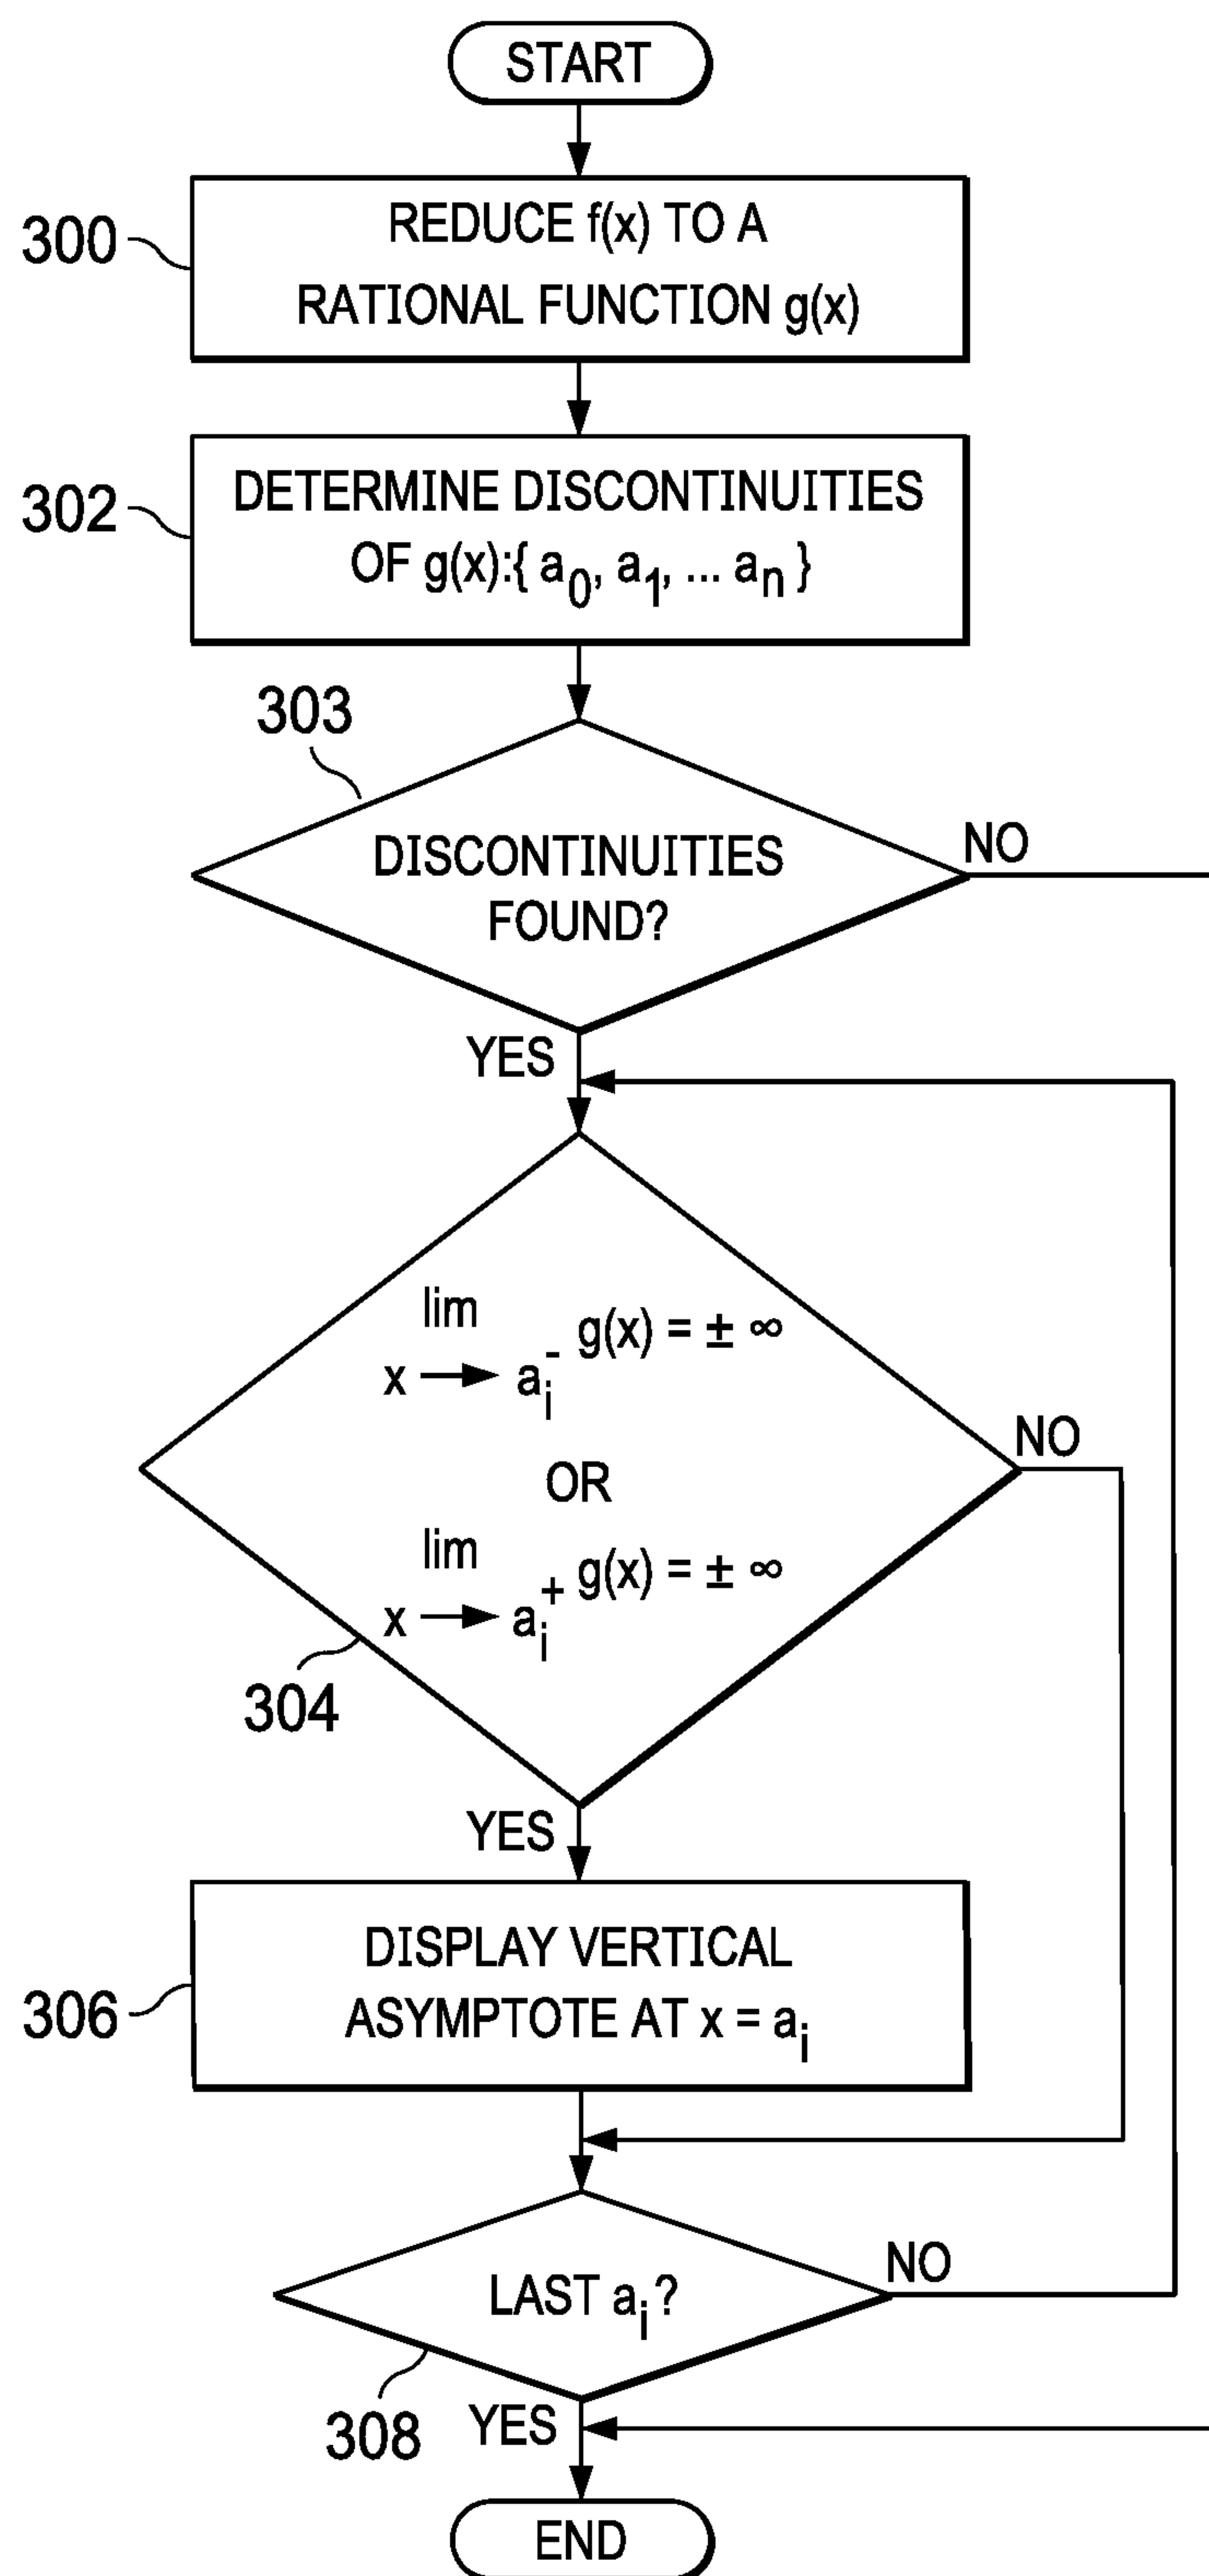 START
300
REDUCE f(x) TO A
RATIONAL FUNCTION g(x)
302
DETERMINE DISCONTINUITIES
OF g(x):{ a₀, a₁, ... aₙ }
303
DISCONTINUITIES
FOUND?
NO
YES
lim
x → aᵢ⁻ g(x) = ± ∞
OR
lim
x → aᵢ⁺ g(x) = ± ∞
NO
304
YES
306
DISPLAY VERTICAL
ASYMPTOTE AT x = aᵢ
LAST aᵢ?
NO
308
YES
END